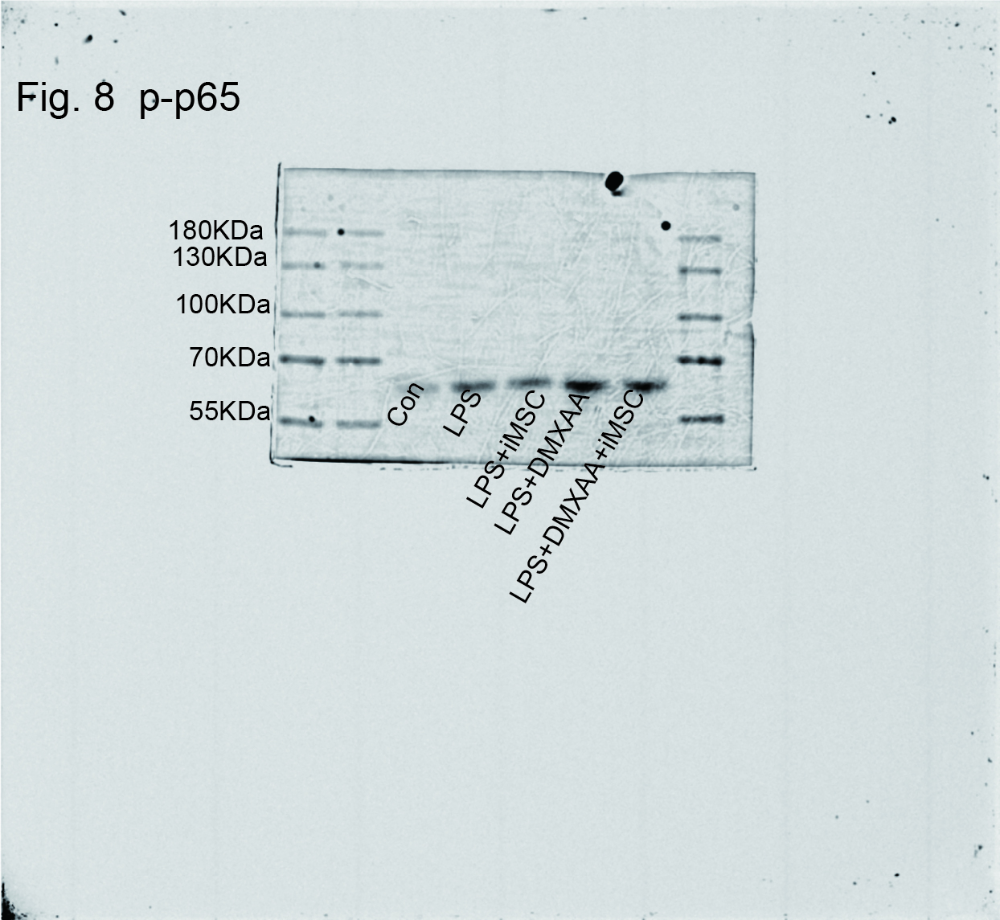 Fig. 8 p-p65
180KDa
130KDa
100KDa
70KDa
55KDa
Con
LPS
LPS+iMSC
LPS+DMXAA
LPS+DMXAA+iMSC